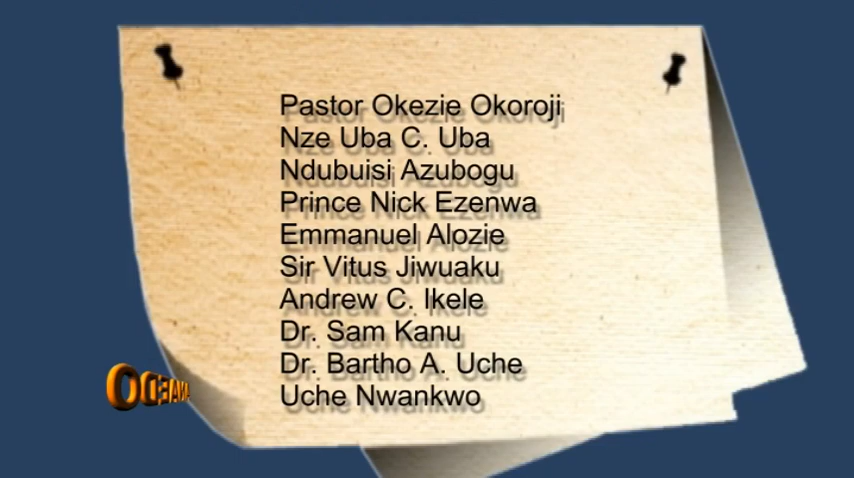 Pastor Okezie Okoroji
Nze Uba C. Uba
Ndubuisi Azubogu
Prince Nick Ezenwa
Emmanuel Alozie
Sir Vitus Jiwuaku
Andrew C. Ikele
Dr. Sam Kanu
Dr. Bartho A. Uche
Uche Nwankwo